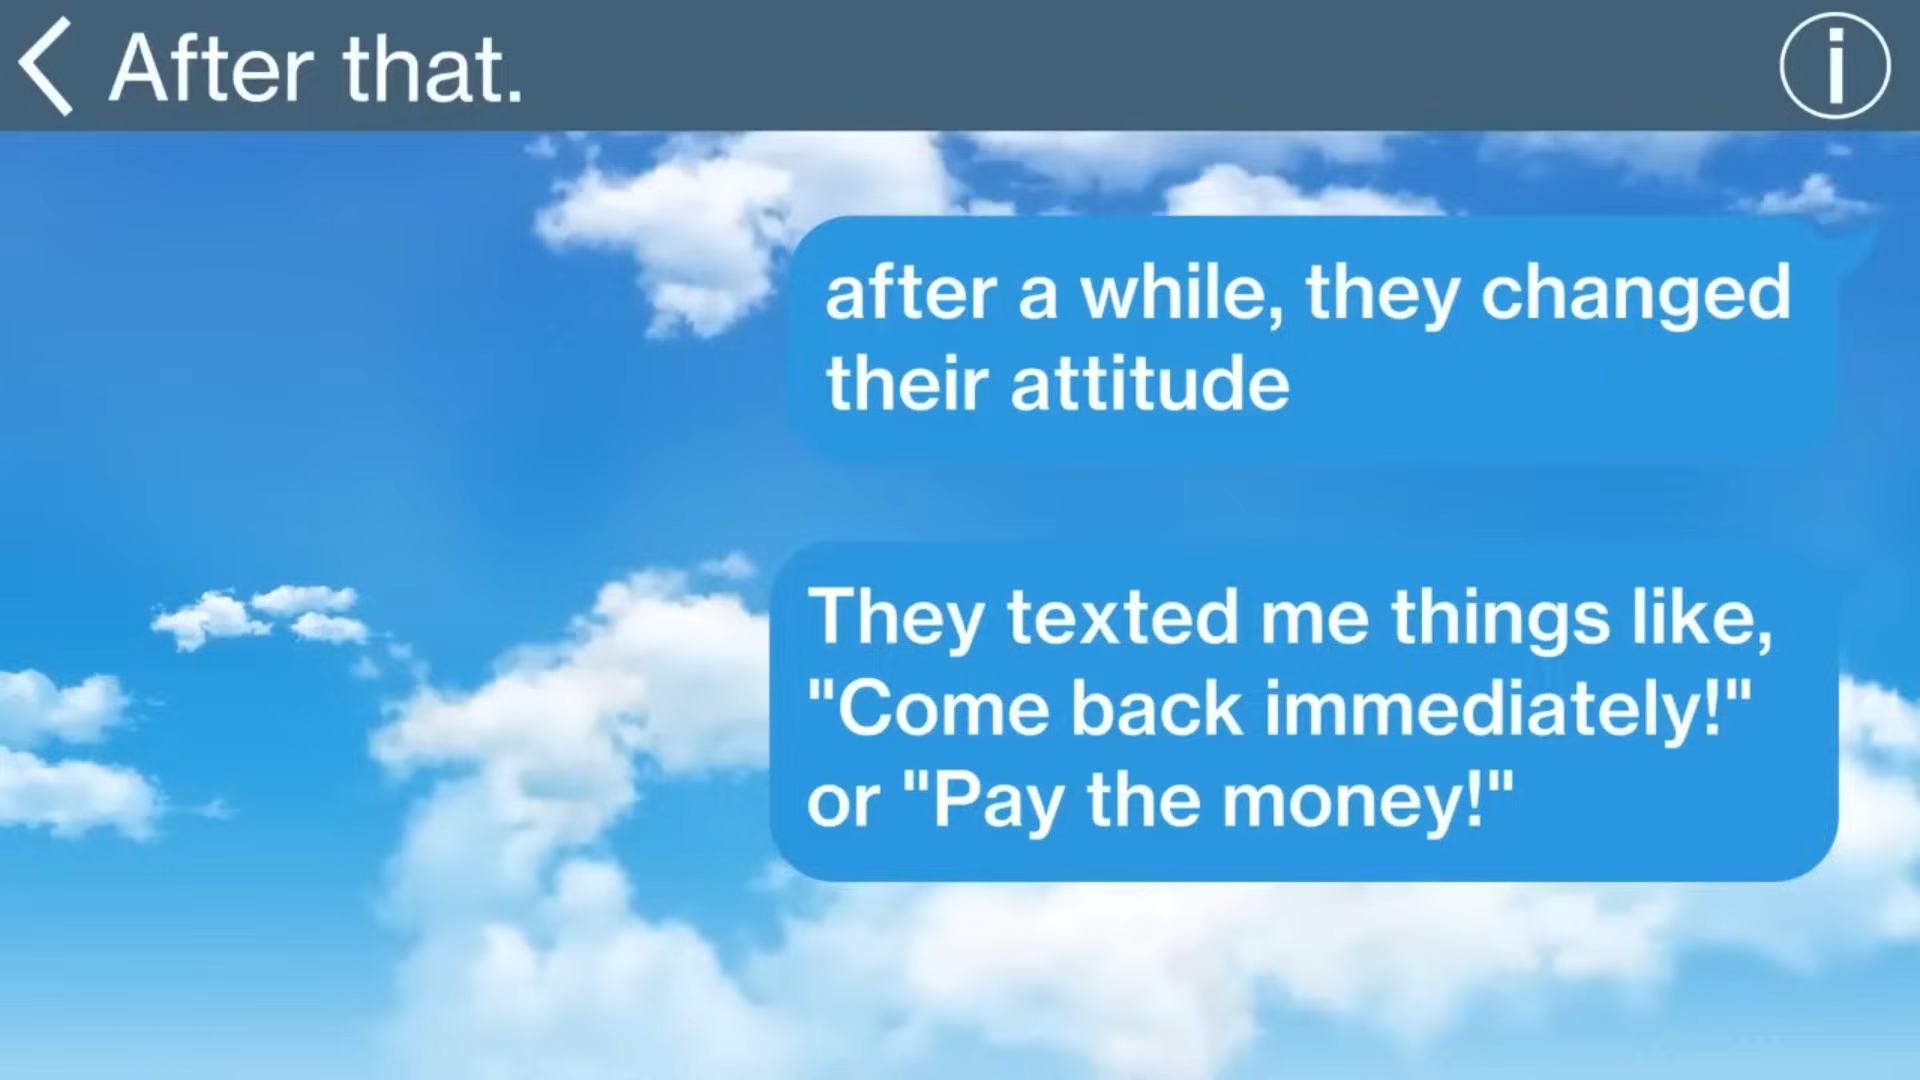 After that.
after a while, they changed
their attitude
They texted me things like,
"Come back immediately!"
or "Pay the money!"